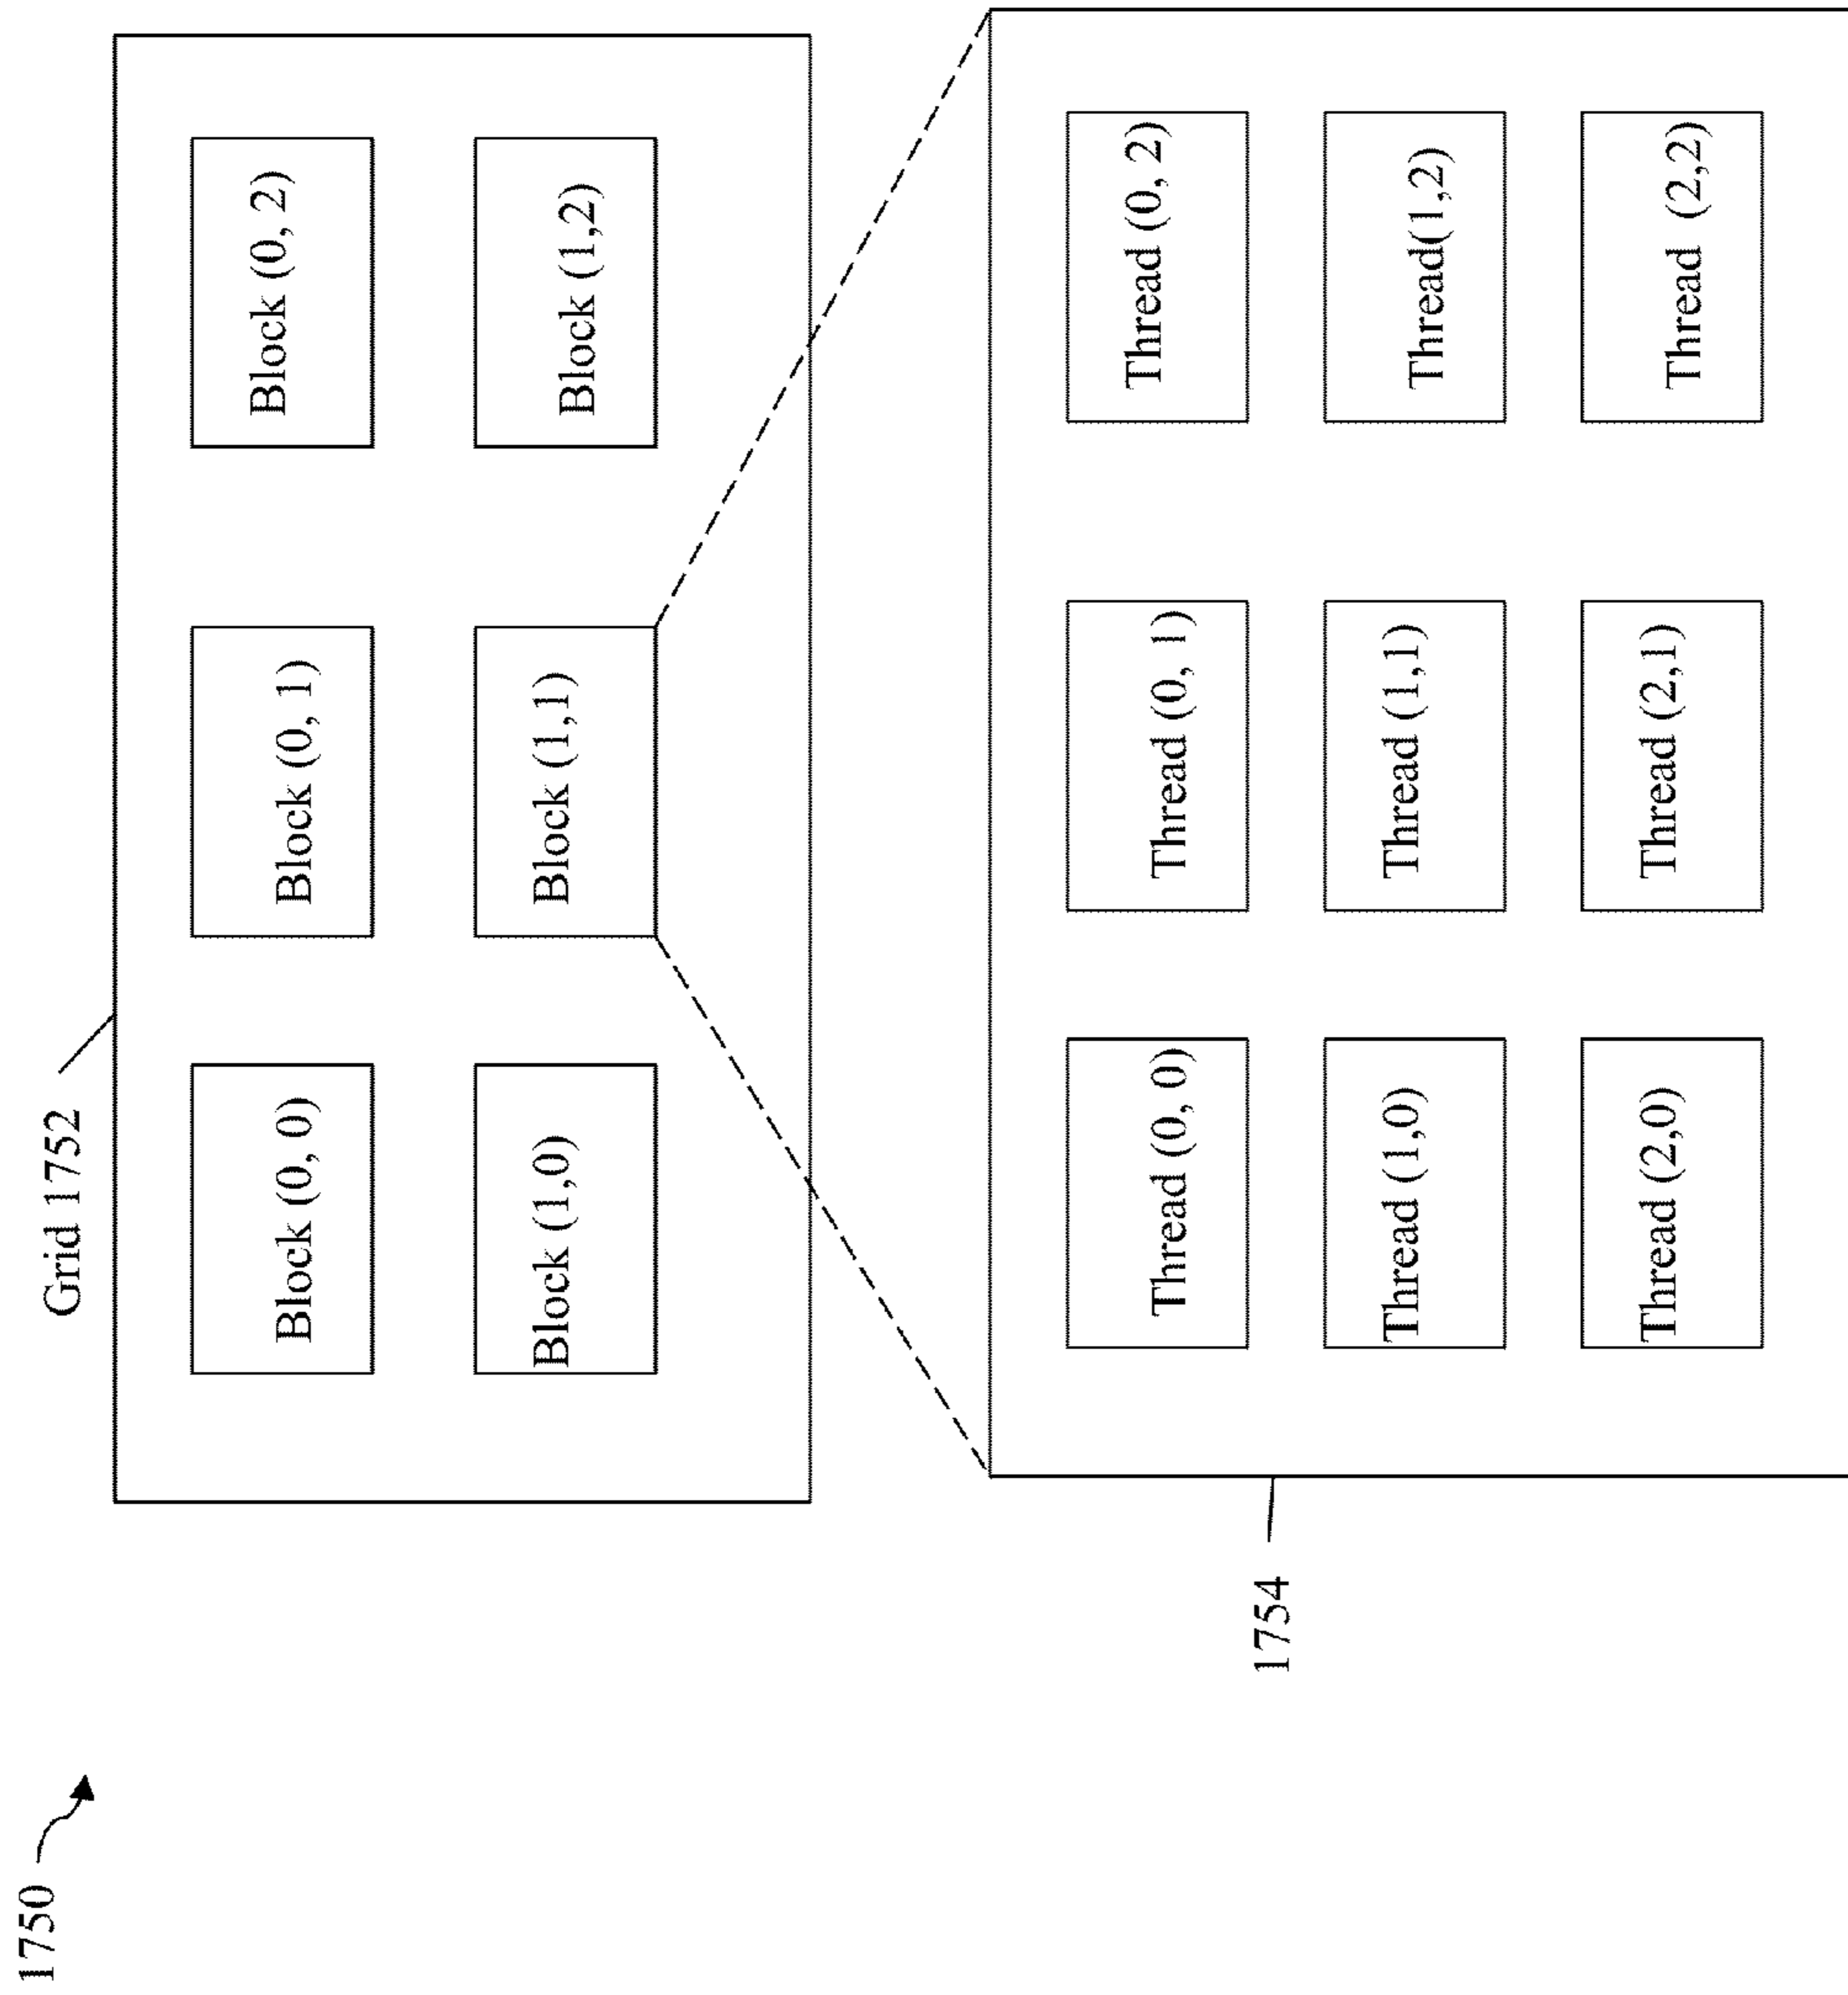 1750
Grid 1752
Block (0, 0)
Block (0, 1)
Block (0, 2)
Block (1,0)
Block (1,1)
Block (1,2)
1754
Thread (0, 0)
Thread (0, 1)
Thread (0, 2)
Thread (1,0)
Thread (1,1)
Thread(1,2)
Thread (2,0)
Thread (2,1)
Thread (2,2)